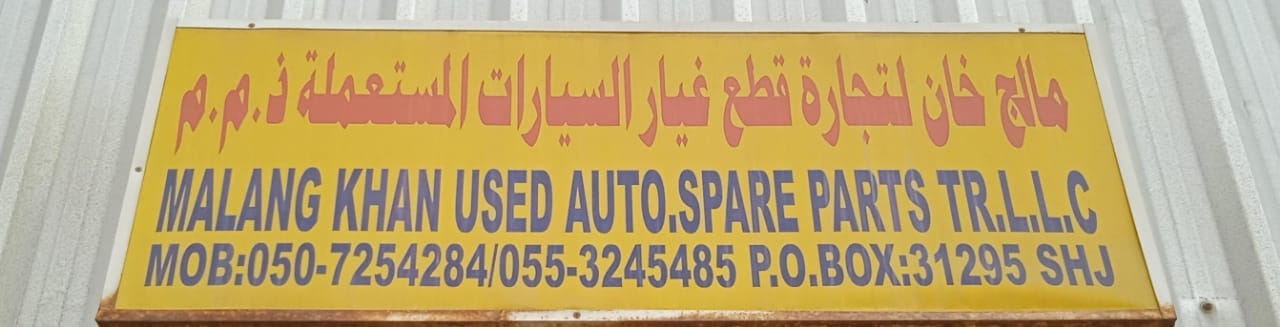 مالج خان لتجارة قطع غيار السيارات المستعملة ذ.م.م
MALANG KHAN USED AUTO.SPARE PARTS TR.L.L.C
MOB:050-7254284/055-3245485 P.O.BOX:31295 SHJ